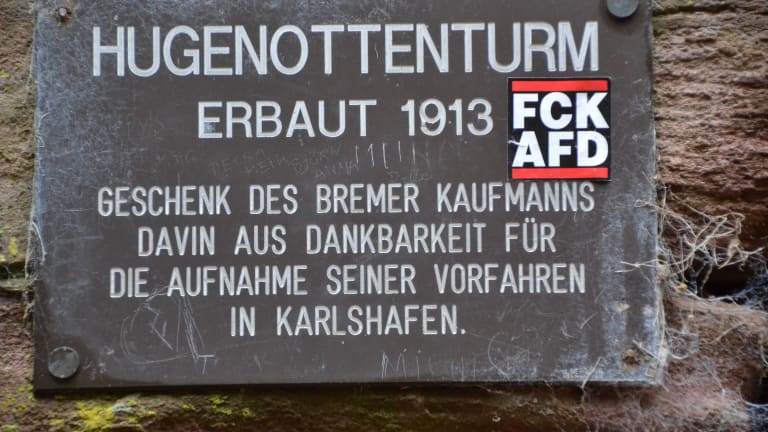 HUGENOTTENTURM
ERBAUT 1913
FCK
AFD
GESCHENK DES BREMER KAUFMANNS
DAVIN AUS DANKBARKEIT FÜR
DIE AUFNAHME SEINER VORFAHREN
IN KARLSHAFEN.